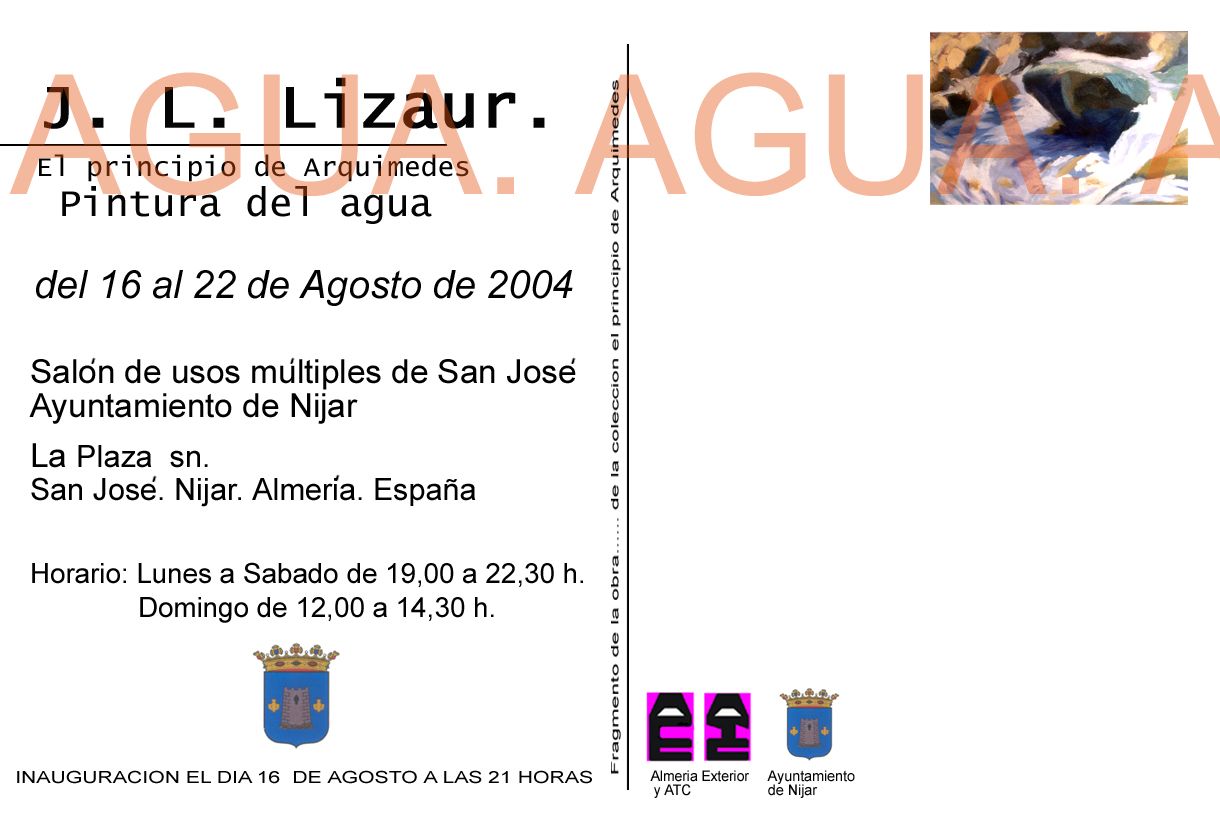 AGUA. AGUA. A
J. L. Lizaur.
El principio de Arquimedes
Pintura del agua
del 16 al 22 de Agosto de 2004
Salón de usos múltiples de San José
Ayuntamiento de Nijar
La Plaza sn.
San José. Nijar. Almería. España
Horario: Lunes a Sabado de 19,00 a 22,30 h.
Domingo de 12,00 a 14,30 h.
INAUGURACION EL DIA 16 DE AGOSTO A LAS 21 HORAS
Fragmento de la obra...... de la coleccion el principio de Arquimedes
Almeria Exterior
y ATC
Ayuntamiento
de Nijar